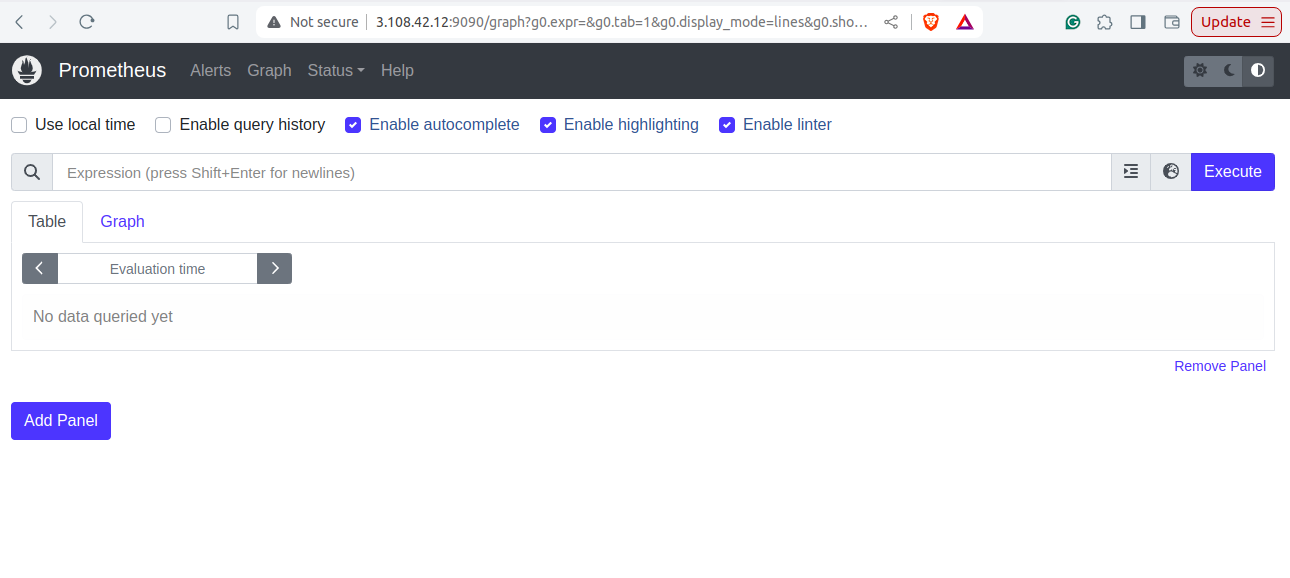 Not secure 3.108.42.12:9090/graph?g0.expr=&g0.tab=1&g0.display_mode=lines&g0.sho... Update
Prometheus Alerts Graph Status Help
Use local time Enable query history Enable autocomplete Enable highlighting Enable linter
Expression (press Shift+Enter for newlines) Execute
Table Graph
Evaluation time
No data queried yet
Remove Panel
Add Panel